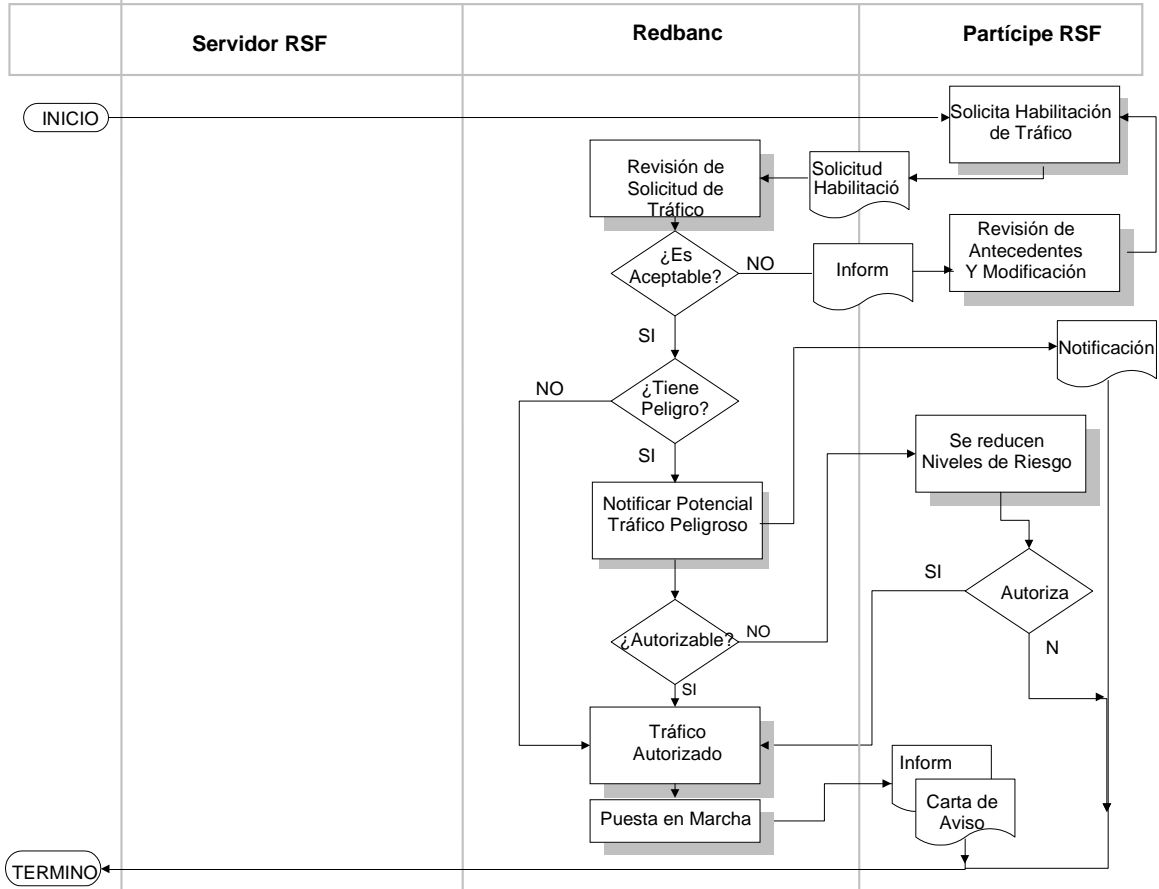 Servidor RSF
Redbanc
Partícipe RSF
INICIO
Solicita Habilitación
de Tráfico
Revisión de
Solicitud de
Tráfico
Solicitud
Habilitació
¿Es
Aceptable?
NO
Inform
Revisión de
Antecedentes
Y Modificación
SI
Notificación
NO
¿Tiene
Peligro?
SI
Se reducen
Niveles de Riesgo
Notificar Potencial
Tráfico Peligroso
SI
Autoriza
¿Autorizable?
NO
N
SI
Tráfico
Autorizado
Inform
Puesta en Marcha
Carta de
Aviso
TERMINO